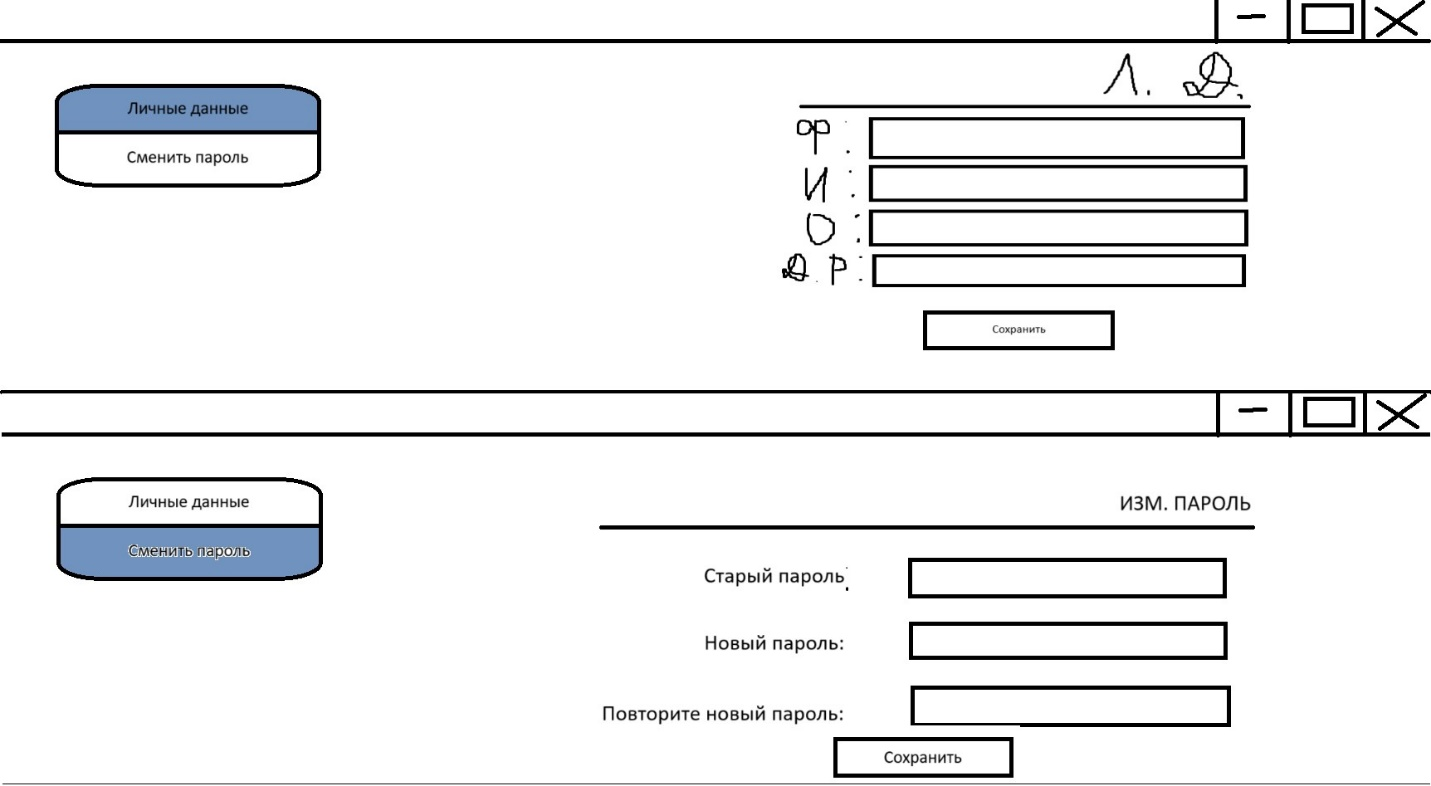 Личные данные
Сменить пароль
Л. Д.
Ф :
И :
О :
Д. Р :
Сохранить
Личные данные
Сменить пароль
ИЗМ. ПАРОЛЬ
Старый пароль:
Новый пароль:
Повторите новый пароль:
Сохранить